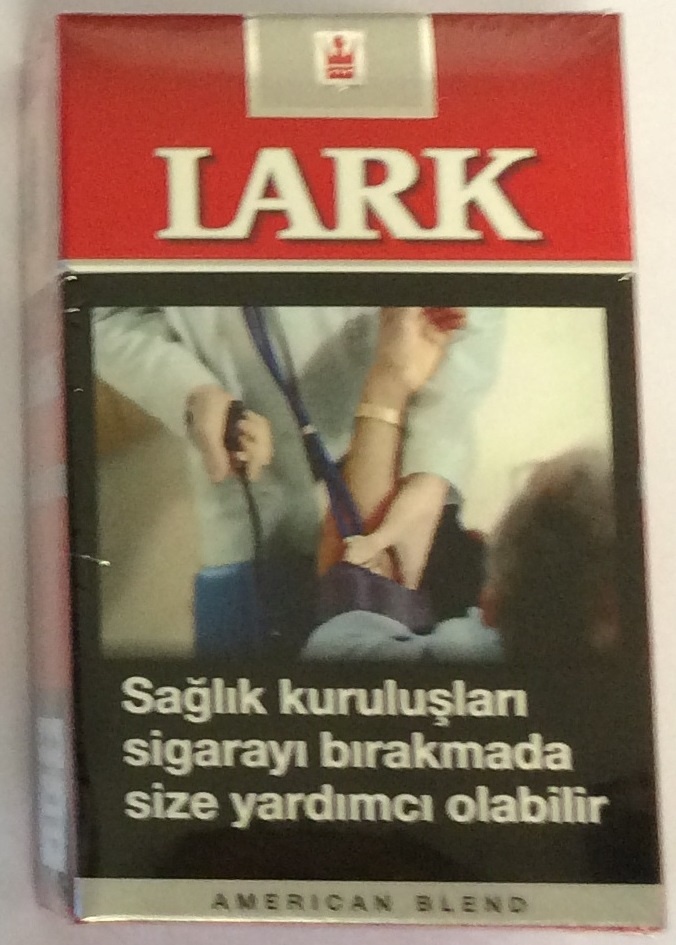 LARK
Sağlık kuruluşları
sigarayı bırakmada
size yardımcı olabilir
AMERICAN BLEND